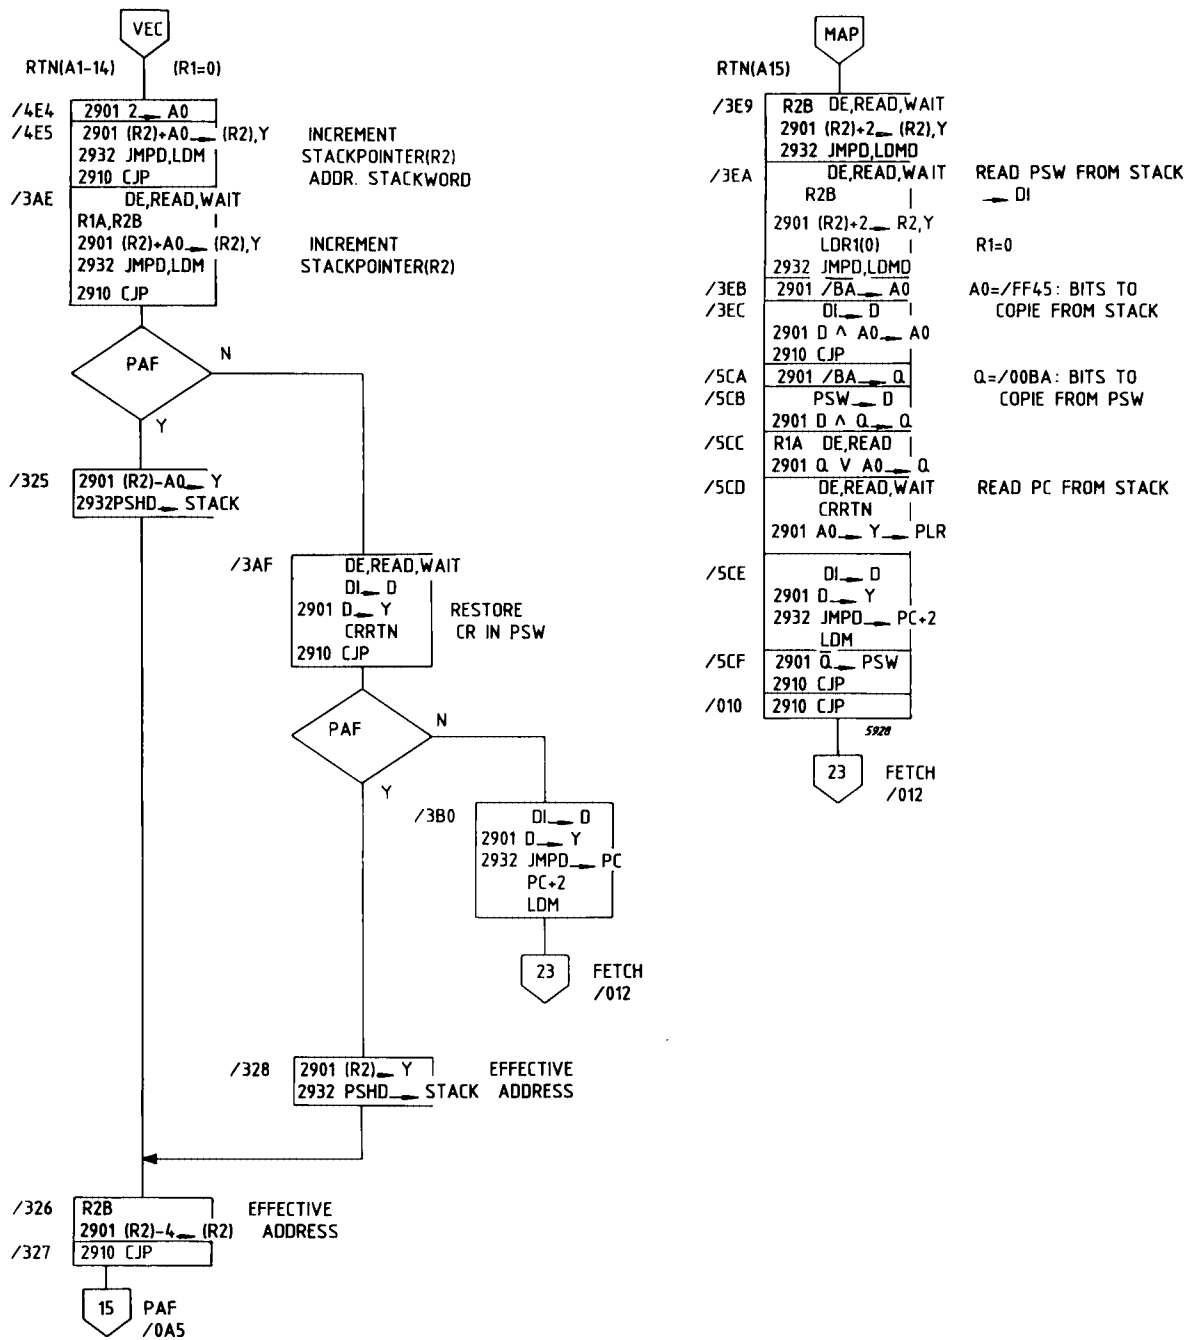 VEC
RTN(A1-14) (R1=0)
/4E4 2901 2 → A0
/4E5 2901 (R2)+A0 → (R2),Y INCREMENT
2932 JMPD,LDM STACKPOINTER(R2)
2910 CJP ADDR. STACKWORD
/3AE DE,READ,WAIT
R1A,R2B
2901 (R2)+A0 → (R2),Y INCREMENT
2932 JMPD,LDM STACKPOINTER(R2)
2910 CJP
PAF
N
Y
/325 2901 (R2)-A0 → Y
2932PSHD → STACK
/3AF DE,READ,WAIT
DI → D
2901 D → Y RESTORE
CRRTN CR IN PSW
2910 CJP
PAF
N
Y
/3B0 DI → D
2901 D → Y
2932 JMPD → PC
PC+2
LDM
23 FETCH
/012
/328 2901 (R2) → Y EFFECTIVE
2932 PSHD → STACK ADDRESS
/326 R2B EFFECTIVE
2901 (R2)-4 → (R2) ADDRESS
/327 2910 CJP
15 PAF
/0A5
MAP
RTN(A15)
/3E9 R2B DE,READ,WAIT
2901 (R2)+2 → (R2),Y
2932 JMPD,LDMD
/3EA DE,READ,WAIT READ PSW FROM STACK
R2B → DI
2901 (R2)+2 → R2,Y
LDR1(0) R1=0
2932 JMPD,LDMD
/3EB 2901 /BA → A0 A0=/FF45: BITS TO
/3EC DI → D COPIE FROM STACK
2901 D ∧ A0 → A0
2910 CJP
/5CA 2901 /BA → Q Q=/00BA: BITS TO
/5CB PSW → D COPIE FROM PSW
2901 D ∧ Q → Q
/5CC R1A DE,READ
2901 Q V A0 → Q
/5CD DE,READ,WAIT READ PC FROM STACK
CRRTN
2901 A0 → Y → PLR
/5CE DI → D
2901 D → Y
2932 JMPD → PC+2
LDM
/5CF 2901 Q̅ → PSW
2910 CJP
/010 2910 CJP
5928
23 FETCH
/012